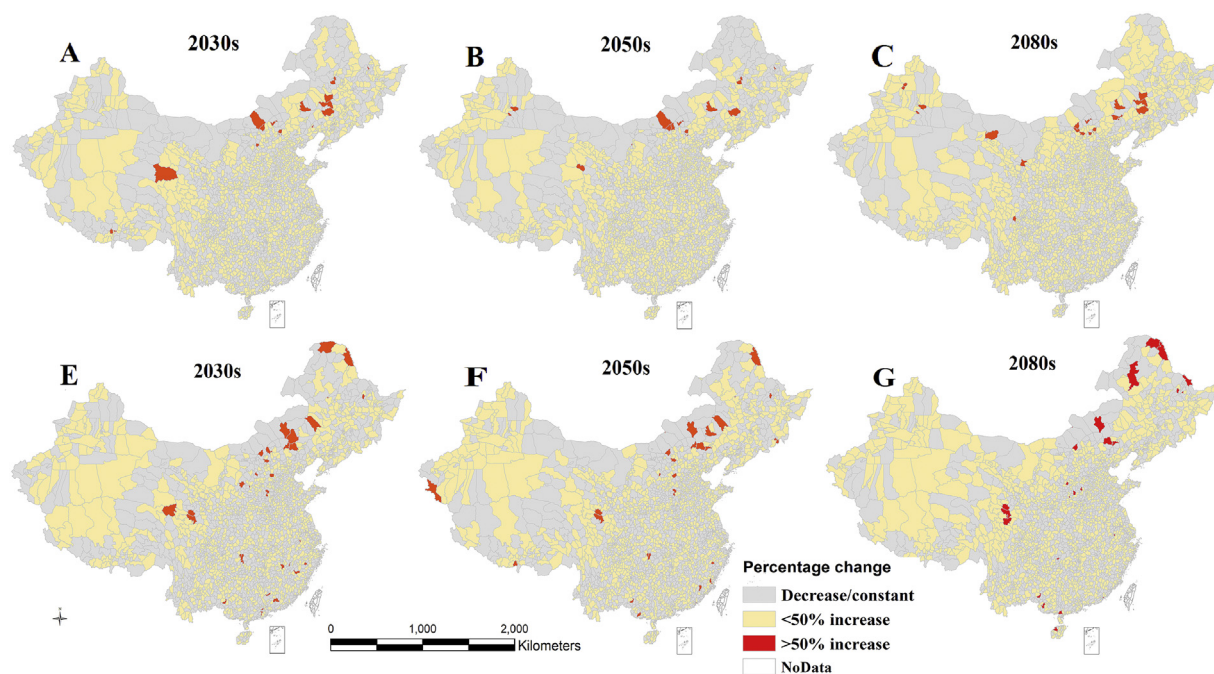 A
2030s
B
2050s
C
2080s
E
2030s
F
2050s
G
2080s
Percentage change
Decrease/constant
<50% increase
>50% increase
NoData
0
1,000
2,000
Kilometers